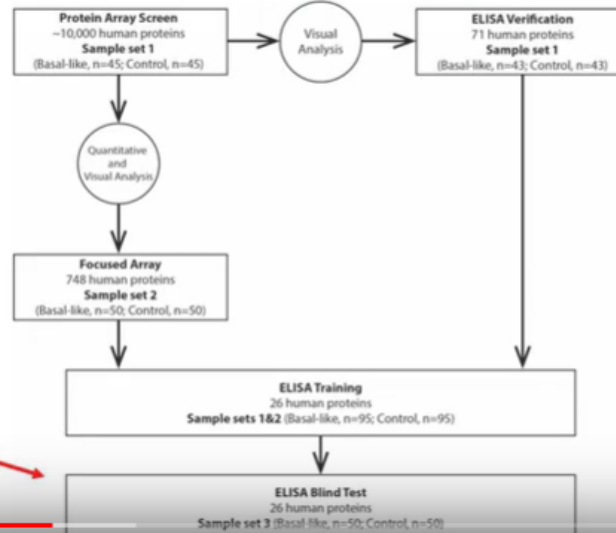 Protein Array Screen
~10,000 human proteins
Sample set 1
(Basal-like, n=45; Control, n=45)
Visual
Analysis
ELISA Verification
71 human proteins
Sample set 1
(Basal-like, n=43; Control, n=43)
Quantitative
and
Visual Analysis
Focused Array
748 human proteins
Sample set 2
(Basal-like, n=50; Control, n=50)
ELISA Training
26 human proteins
Sample sets 1&2 (Basal-like, n=95; Control, n=95)
ELISA Blind Test
26 human proteins
Sample set 3 (Basal-like, n=50; Control, n=50)